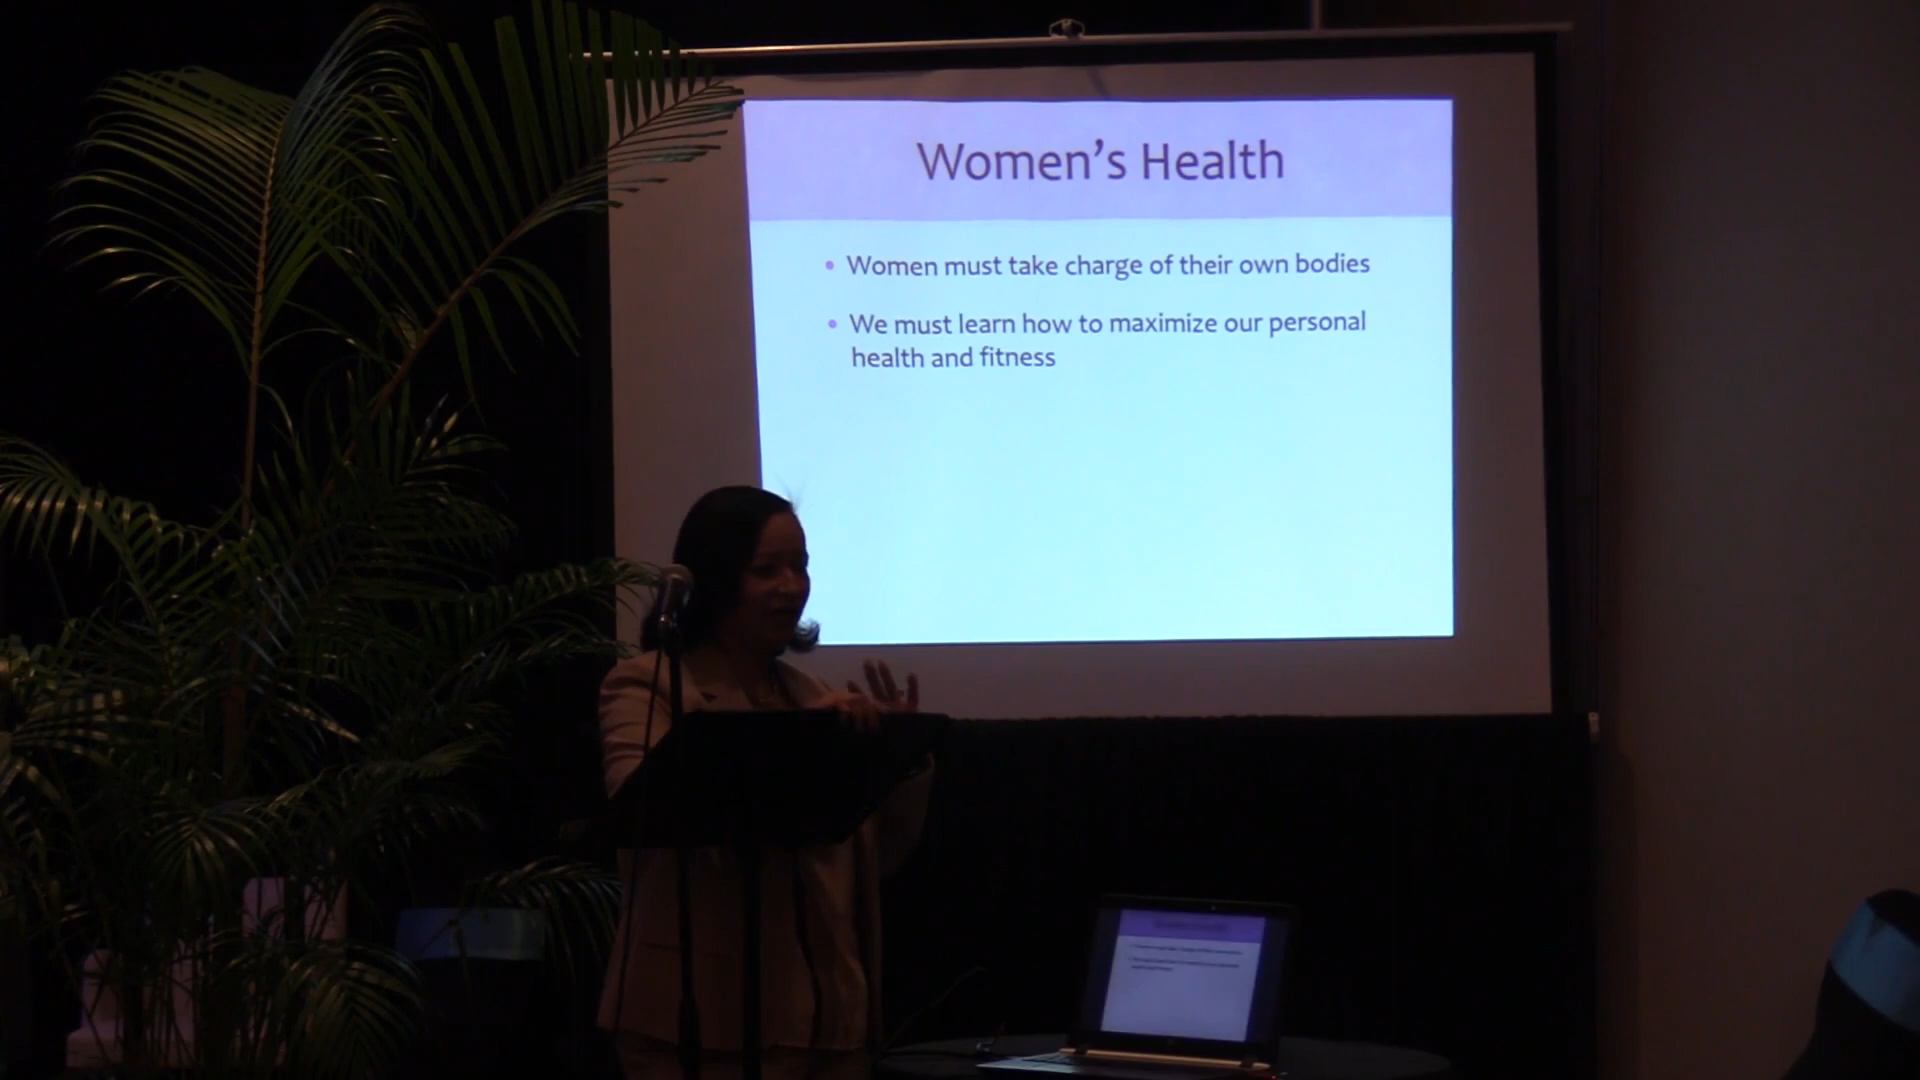 Women’s Health
• Women must take charge of their own bodies
• We must learn how to maximize our personal
health and fitness